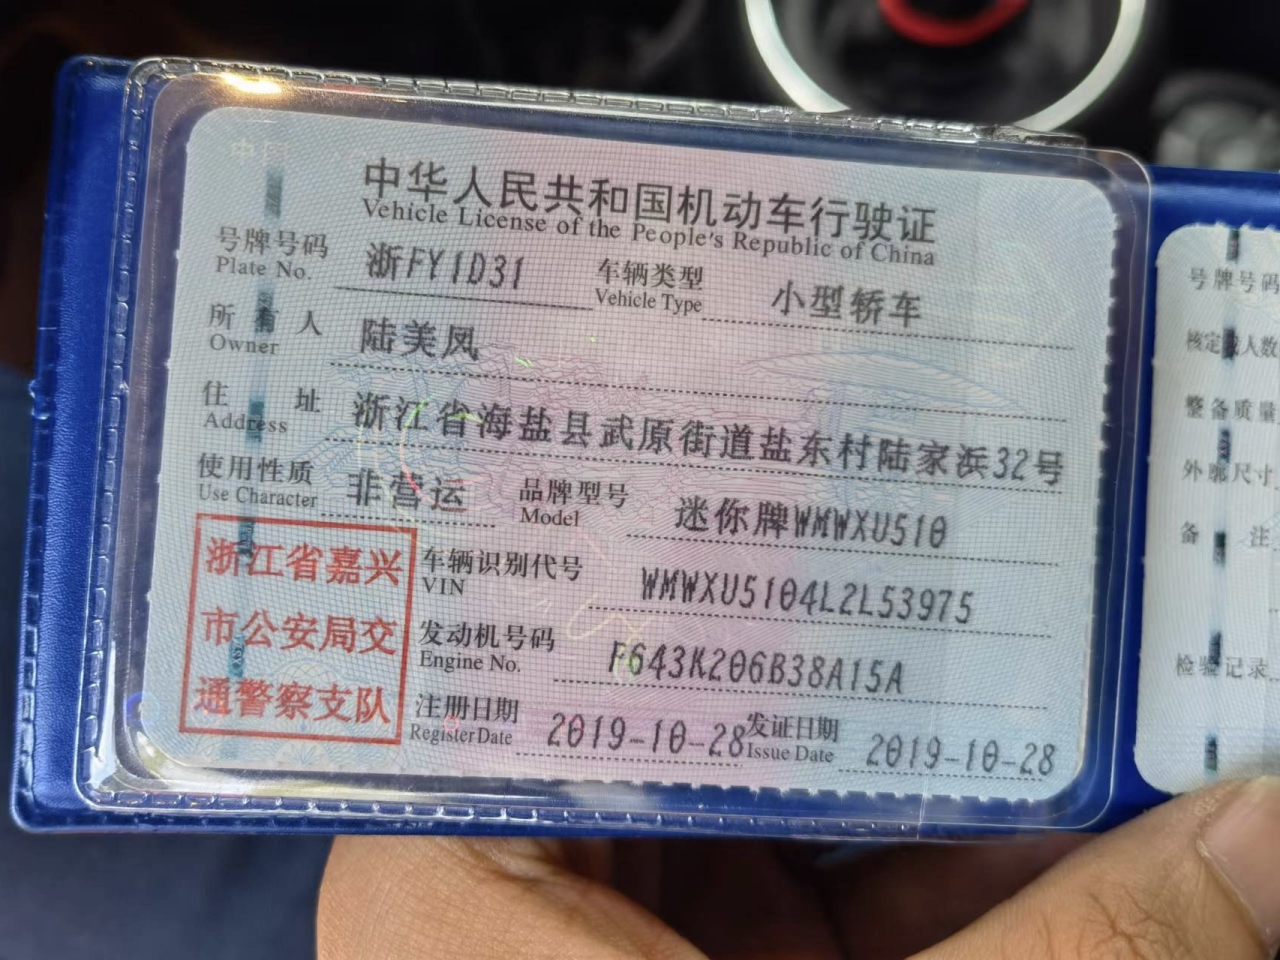 中华人民共和国机动车行驶证
Vehicle License of the People's Republic of China
号牌号码 浙FY1D31 车辆类型 小型轿车
Plate No. Vehicle Type
所有人 陆美凤
Owner
住址 浙江省海盐县武原街道盐东村陆家浜32号
Address
使用性质 非营运 品牌型号 迷你牌WMWXU510
Use Character Model
浙江省嘉兴
市公安局交
通警察支队
车辆识别代号 WMWXU5104L2L53975
VIN
发动机号码 F643K206B38A15A
Engine No.
注册日期 2019-10-28 发证日期 2019-10-28
Register Date Issue Date
号牌号码
核定载人数
整备质量
外廓尺寸
备注
检验记录